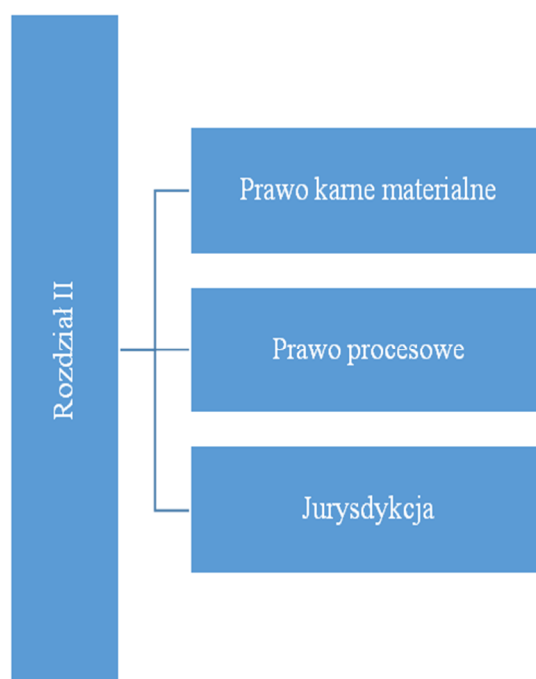 Rozdział II
Prawo karne materialne
Prawo procesowe
Jurysdykcja